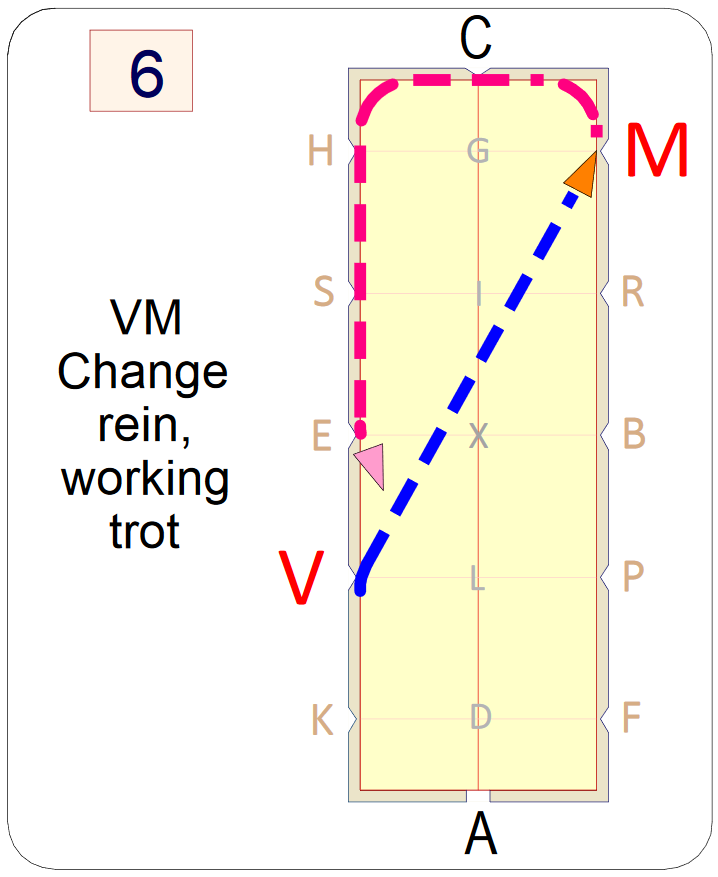 6
C
H G M
S I R
VM
Change
rein,
working
trot
E X B
V L P
K D F
A